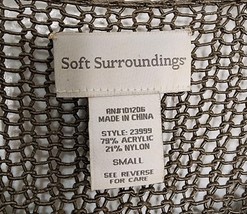 Soft Surroundings®
RN#101206
MADE IN CHINA
STYLE: 23999
79% ACRYLIC
21% NYLON
SMALL
SEE REVERSE
FOR CARE